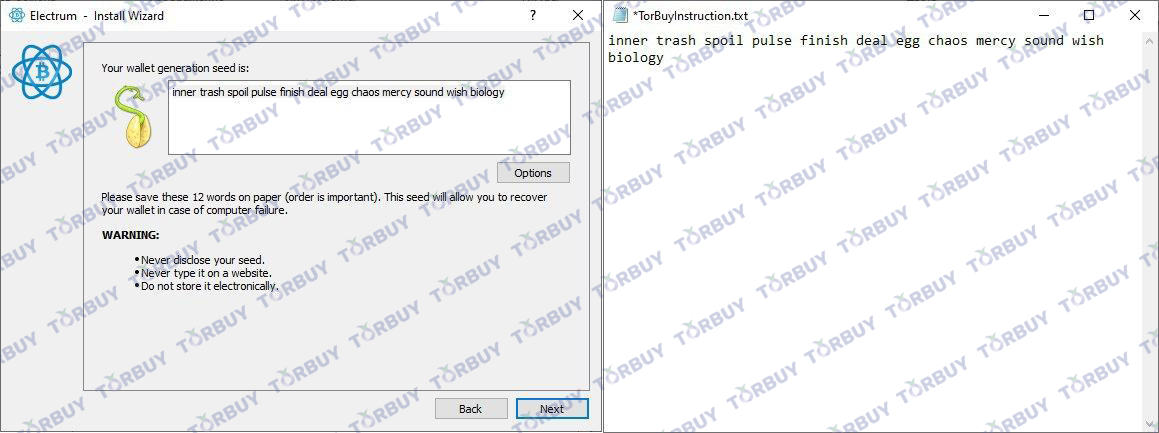 Electrum - Install Wizard
Your wallet generation seed is:
inner trash spoil pulse finish deal egg chaos mercy sound wish biology
Options
Please save these 12 words on paper (order is important). This seed will allow you to recover
your wallet in case of computer failure.
WARNING:
•Never disclose your seed.
•Never type it on a website.
•Do not store it electronically.
Back
Next
*TorBuyInstruction.txt
inner trash spoil pulse finish deal egg chaos mercy sound wish
biology
TORBUY